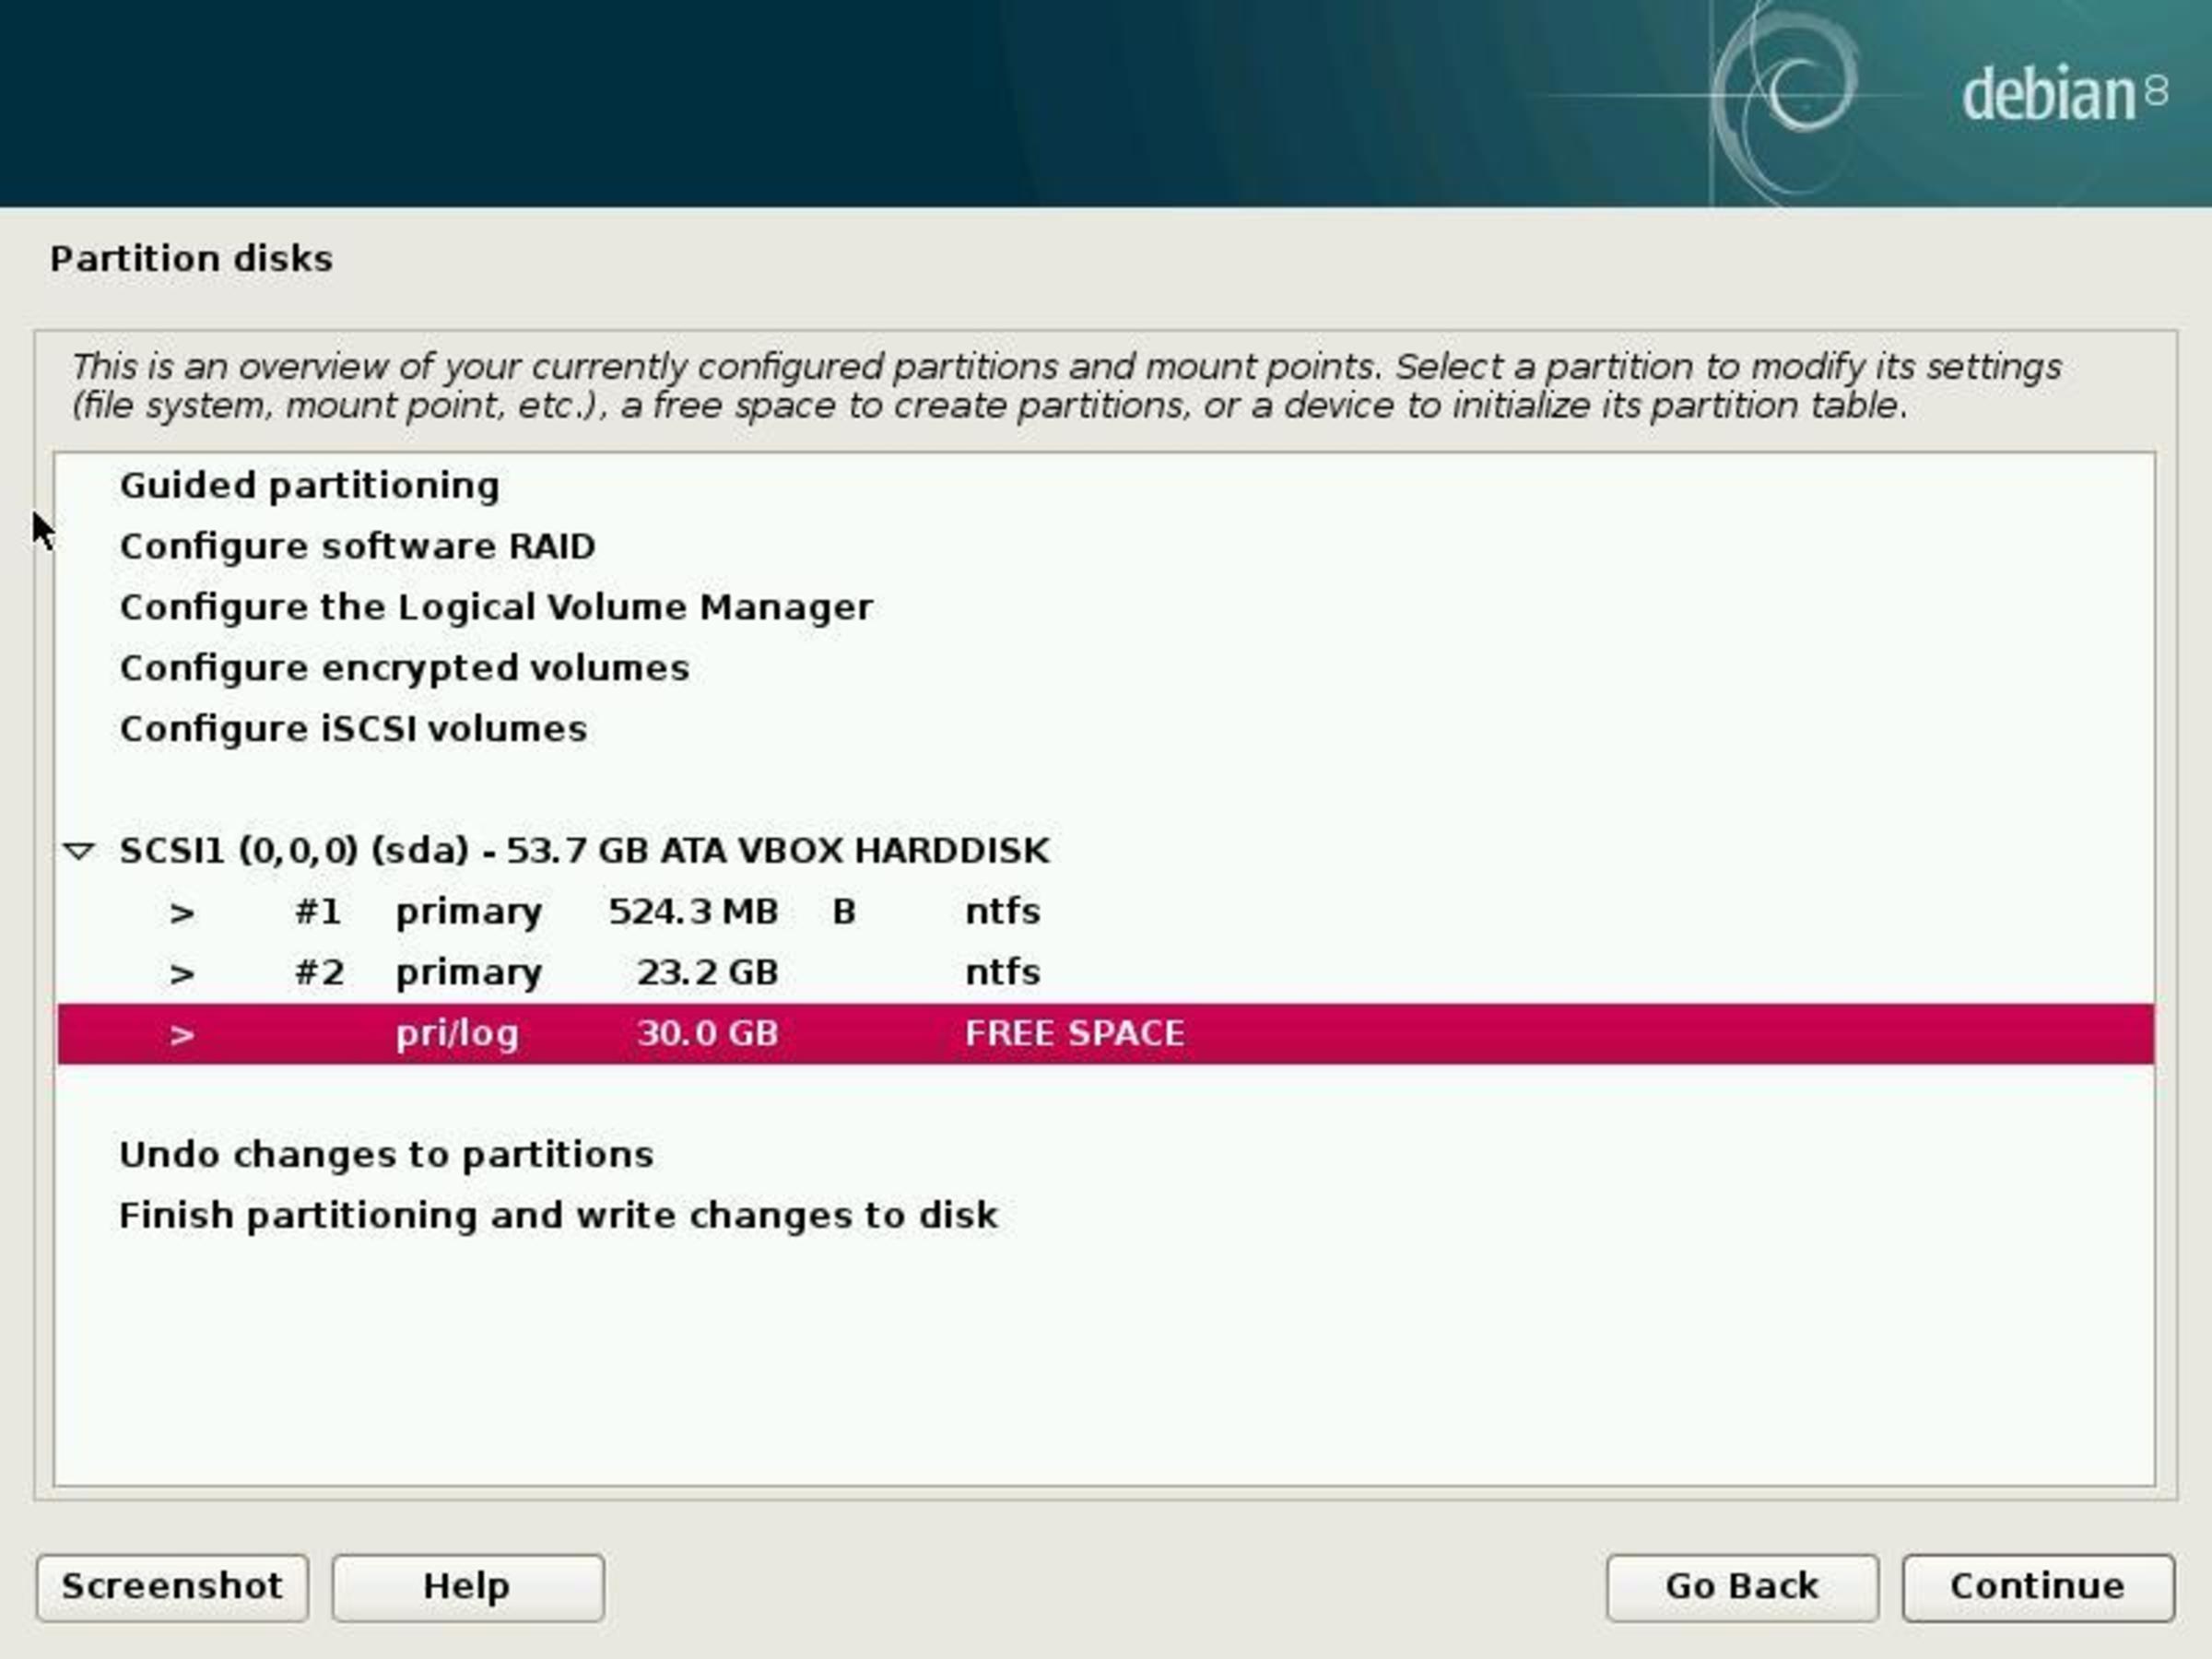 debian 8
Partition disks
This is an overview of your currently configured partitions and mount points. Select a partition to modify its settings
(file system, mount point, etc.), a free space to create partitions, or a device to initialize its partition table.
Guided partitioning
Configure software RAID
Configure the Logical Volume Manager
Configure encrypted volumes
Configure iSCSI volumes
SCSI1 (0,0,0) (sda) - 53.7 GB ATA VBOX HARDDISK
> #1 primary 524.3 MB B ntfs
> #2 primary 23.2 GB ntfs
> pri/log 30.0 GB FREE SPACE
Undo changes to partitions
Finish partitioning and write changes to disk
Screenshot Help Go Back Continue